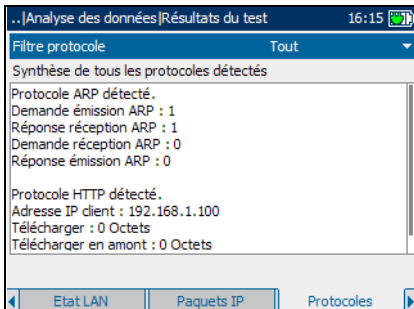 ..|Analyse des données|Résultats du test 16:15
Filtre protocole Tout
Synthèse de tous les protocoles détectés
Protocole ARP détecté.
Demande émission ARP : 1
Réponse réception ARP : 1
Demande réception ARP : 0
Réponse émission ARP : 0
Protocole HTTP détecté.
Adresse IP client : 192.168.1.100
Télécharger : 0 Octets
Télécharger en amont : 0 Octets
Etat LAN Paquets IP Protocoles